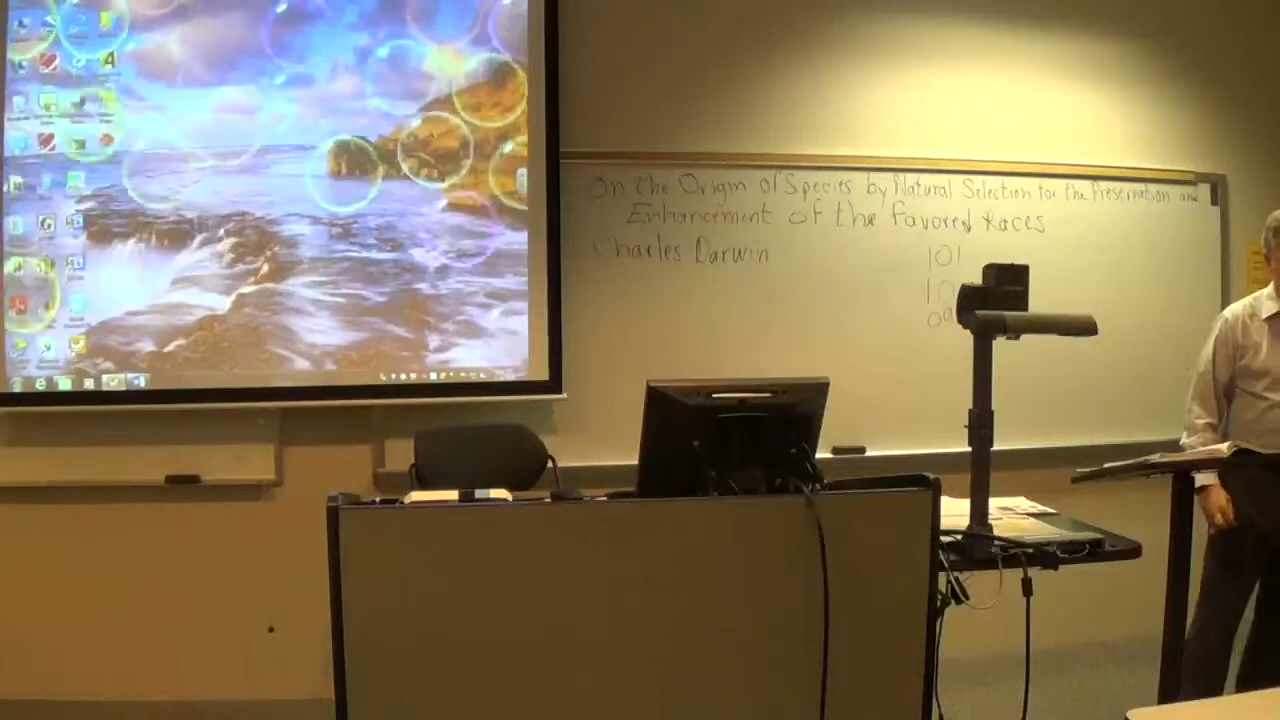 On the Origin of Species by Natural Selection for the Preservation and
Enhancement of the favored Races
Charles Darwin
101